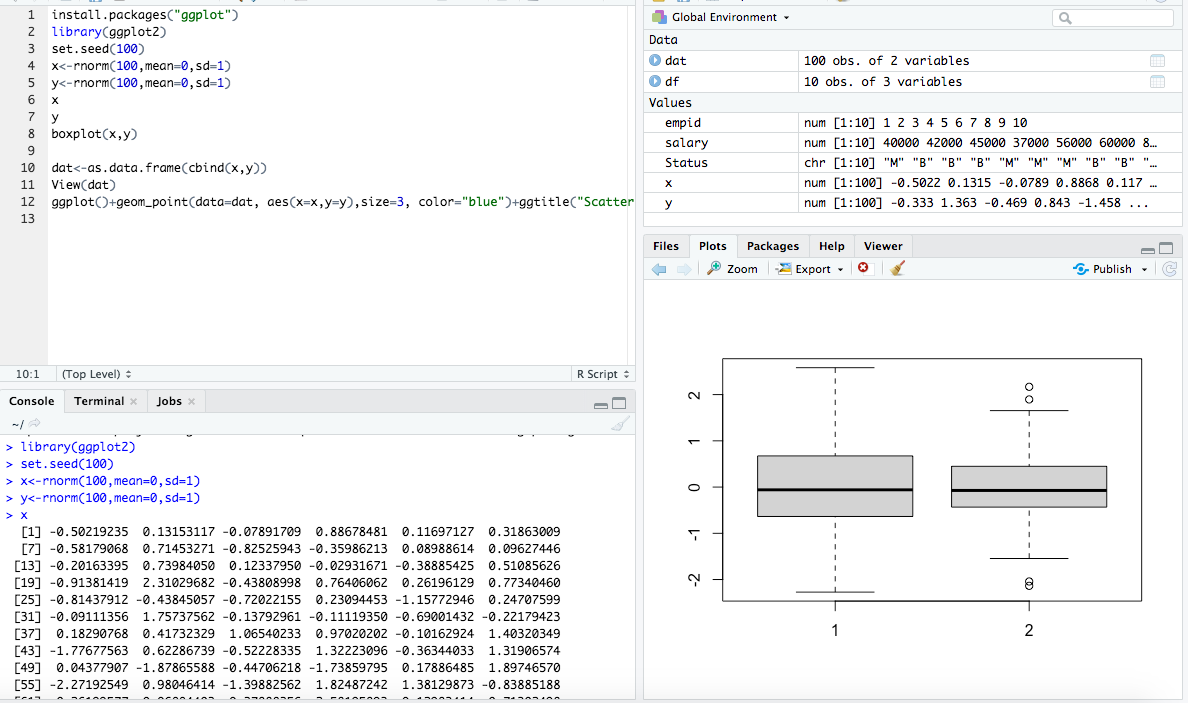 1 install.packages("ggplot")
2 library(ggplot2)
3 set.seed(100)
4 x<-rnorm(100,mean=0,sd=1)
5 y<-rnorm(100,mean=0,sd=1)
6 x
7 y
8 boxplot(x,y)
9
10 dat<-as.data.frame(cbind(x,y))
11 View(dat)
12 ggplot()+geom_point(data=dat, aes(x=x,y=y),size=3, color="blue")+ggtitle("Scatter
13
10:1 (Top Level) R Script
Console Terminal Jobs
~/
> library(ggplot2)
> set.seed(100)
> x<-rnorm(100,mean=0,sd=1)
> y<-rnorm(100,mean=0,sd=1)
> x
[1] -0.50219235 0.13153117 -0.07891709 0.88678481 0.11697127 0.31863009
[7] -0.58179068 0.71453271 -0.82525943 -0.35986213 0.08988614 0.09627446
[13] -0.20163395 0.73984050 0.12337950 -0.02931671 -0.38885425 0.51085626
[19] -0.91381419 2.31029682 -0.43808998 0.76406062 0.26196129 0.77340460
[25] -0.81437912 -0.43845057 -0.72022155 0.23094453 -1.15772946 0.24707599
[31] -0.09111356 1.75737562 -0.13792961 -0.11119350 -0.69001432 -0.22179423
[37] 0.18290768 0.41732329 1.06540233 0.97020202 -0.10162924 1.40320349
[43] -1.77677563 0.62286739 -0.52228335 1.32223096 -0.36344033 1.31906574
[49] 0.04377907 -1.87865588 -0.44706218 -1.73859795 0.17886485 1.89746570
[55] -2.27192549 0.98046414 -1.39882562 1.82487242 1.38129873 -0.83885188
Global Environment
Data
dat 100 obs. of 2 variables
df 10 obs. of 3 variables
Values
empid num [1:10] 1 2 3 4 5 6 7 8 9 10
salary num [1:10] 40000 42000 45000 37000 56000 60000 8…
Status chr [1:10] "M" "B" "B" "B" "M" "M" "M" "B" "B" "…
x num [1:100] -0.5022 0.1315 -0.0789 0.8868 0.117 …
y num [1:100] -0.333 1.363 -0.469 0.843 -1.458 ...
Files Plots Packages Help Viewer
Zoom Export Publish
2
1
0
-1
-2
1 2